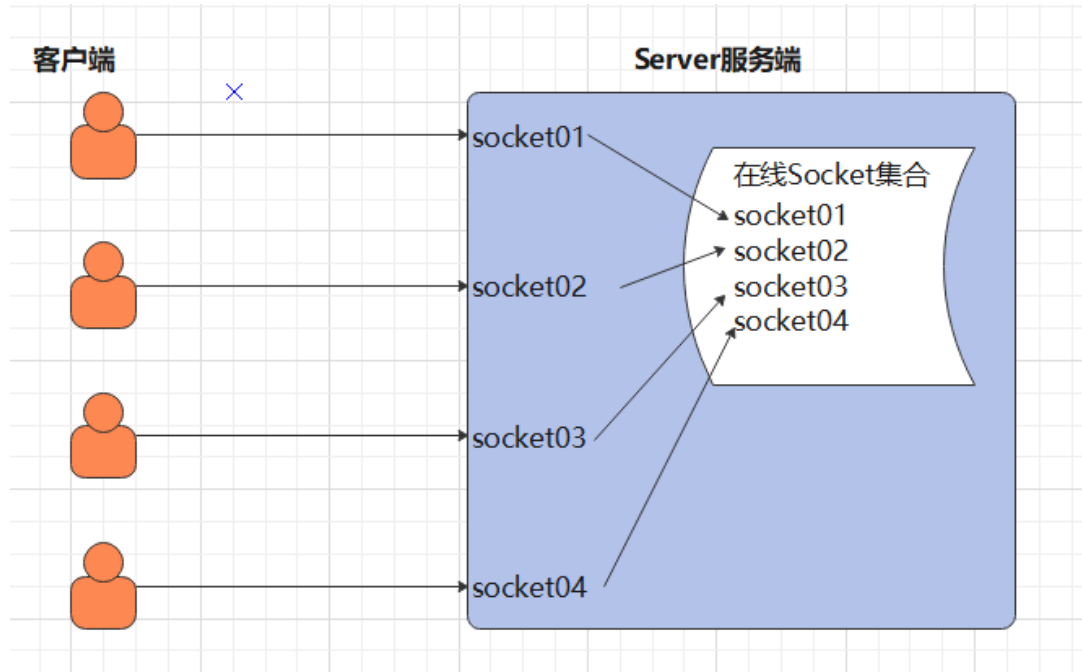 客户端
Server服务端
socket01
socket02
socket03
socket04
在线Socket集合
socket01
socket02
socket03
socket04